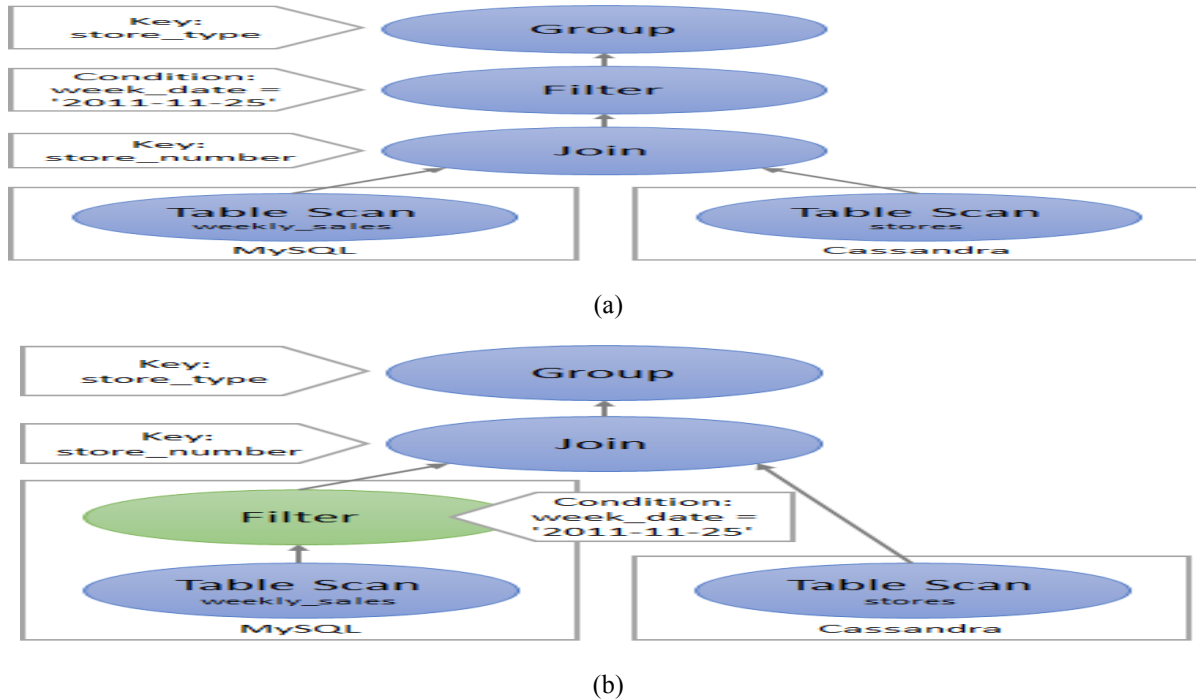 Key:
store_type
Group
Condition:
week_date =
'2011-11-25'
Filter
Key:
store_number
Join
Table Scan
weekly_sales
MySQL
Table Scan
stores
Cassandra
(a)
Key:
store_type
Group
Key:
store_number
Join
Filter
Condition:
week_date =
'2011-11-25'
Table Scan
weekly_sales
MySQL
Table Scan
stores
Cassandra
(b)